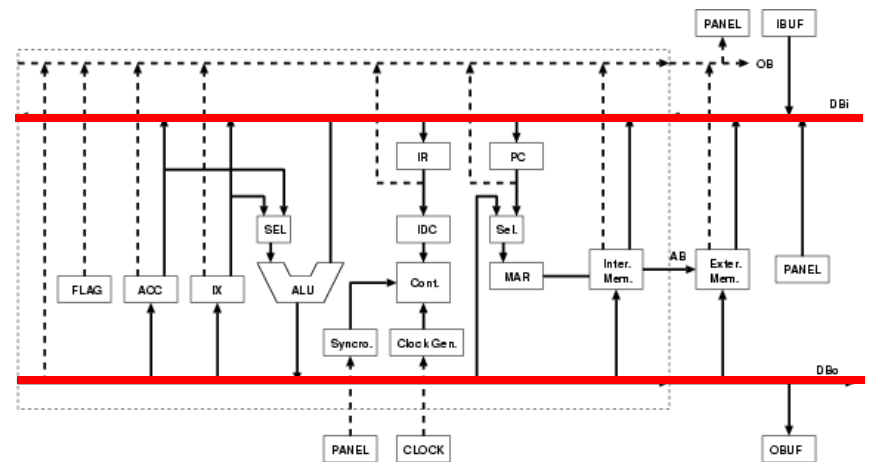 PANEL IBUF
OB
DBi
IR PC
SEL IDC Sel.
FLAG ACC IX ALU Cont. MAR Inter. Mem. AB Exter. Mem. PANEL
Syncro. Clock Gen.
DBo
PANEL CLOCK OBUF